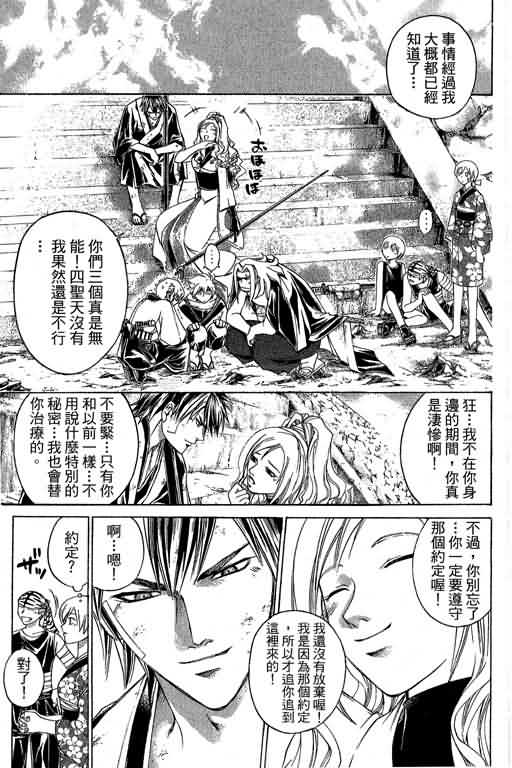 事情經過我
大概都已經
知道了…
おほほほ
…
…
你們三個真是無
能!四聖天沒有
我果然還是不行
…
狂…我不在你身
邊的期間,你真
是淒慘啊!
不要緊…只有你
和以前一樣…不
用說什麼特別的
秘密…我也會替
你治療的。
不過,你別忘了
…你一定要遵守
那個約定喔!
我還沒有放棄喔!
我是因為那個約定
,所以才追你追到
這裡來的!
啊…嗯!
約定?
對了!